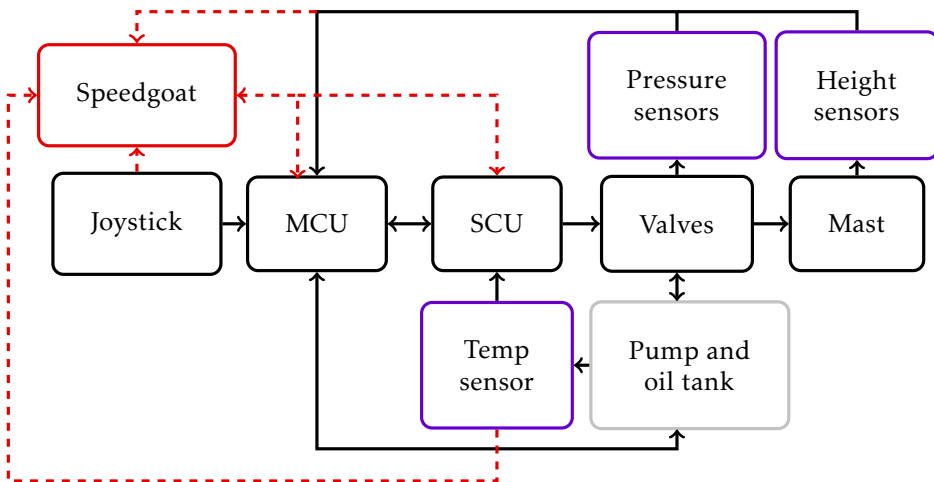 Speedgoat
Pressure
sensors
Height
sensors
Joystick
MCU
SCU
Valves
Mast
Temp
sensor
Pump and
oil tank